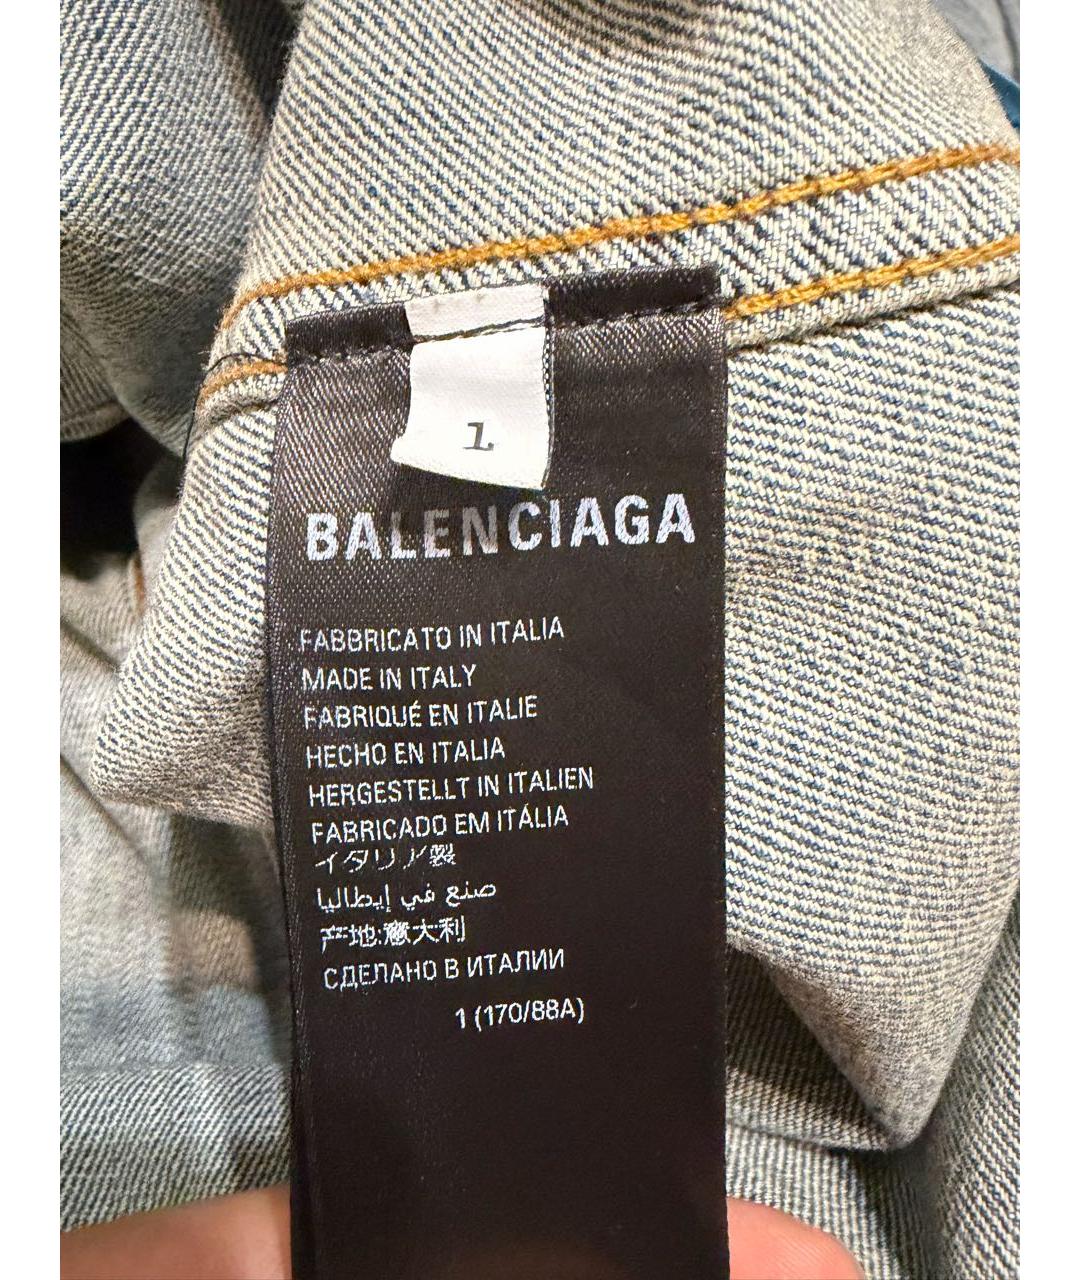 1
BALENCIAGA
FABBRICATO IN ITALIA
MADE IN ITALY
FABRIQUÉ EN ITALIE
HECHO EN ITALIA
HERGESTELLT IN ITALIEN
FABRICADO EM ITÁLIA
イタリア製
صنع في إيطاليا
产地:意大利
СДЕЛАНО В ИТАЛИИ
1 (170/88A)